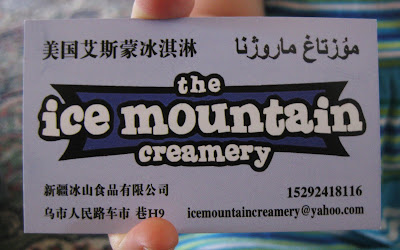 美国艾斯蒙冰淇淋
مۇزتاغ ماروژنا
the
ice mountain
creamery
新疆冰山食品有限公司
15292418116
乌市人民路车市 巷H9
icemountaincreamery@yahoo.com